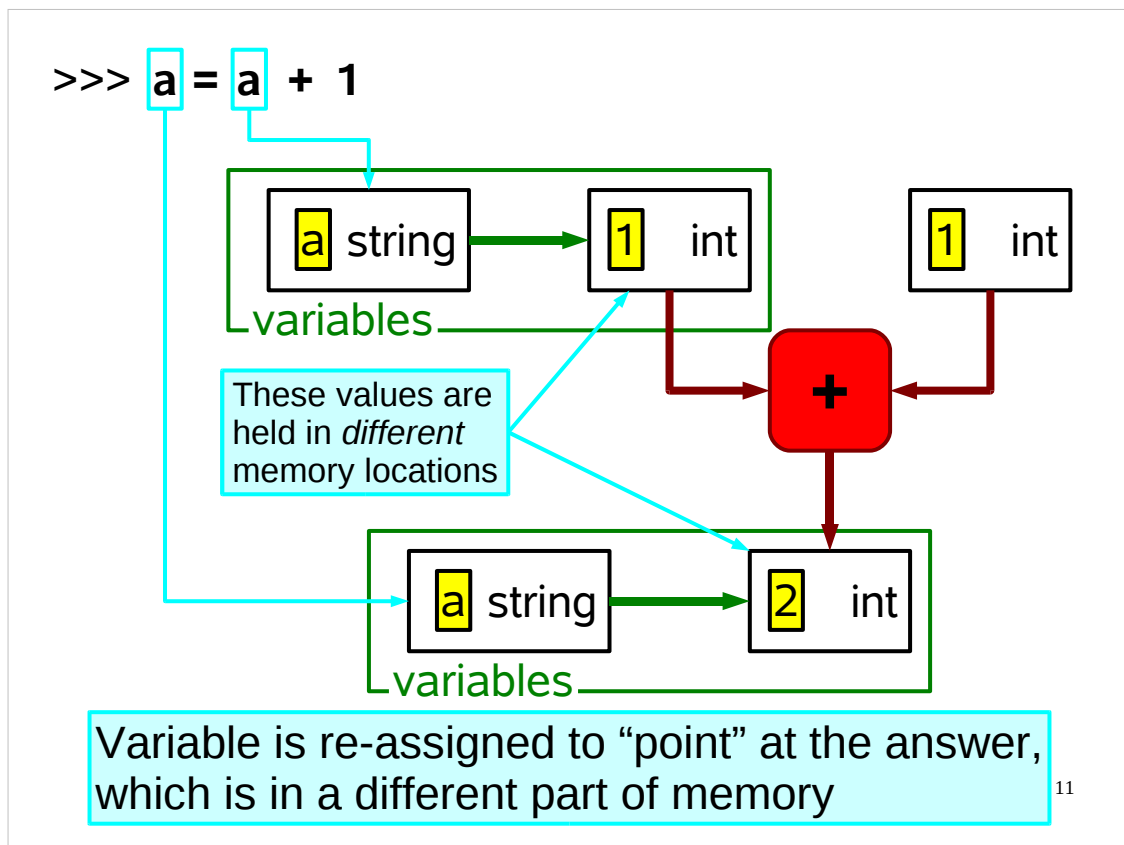 >>> a = a + 1
a string 1 int 1 int
variables
+
These values are
held in different
memory locations
a string 2 int
variables
Variable is re-assigned to “point” at the answer,
which is in a different part of memory
11